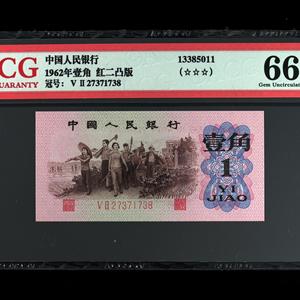 CG
GUARANTY
中国人民银行
1962年壹角 红二凸版
冠号: V II 27371738
13385011
(☆☆☆)
66
Gem Uncirculated
中國人民銀行
壹角
1
YI
JIAO
V II 27371738